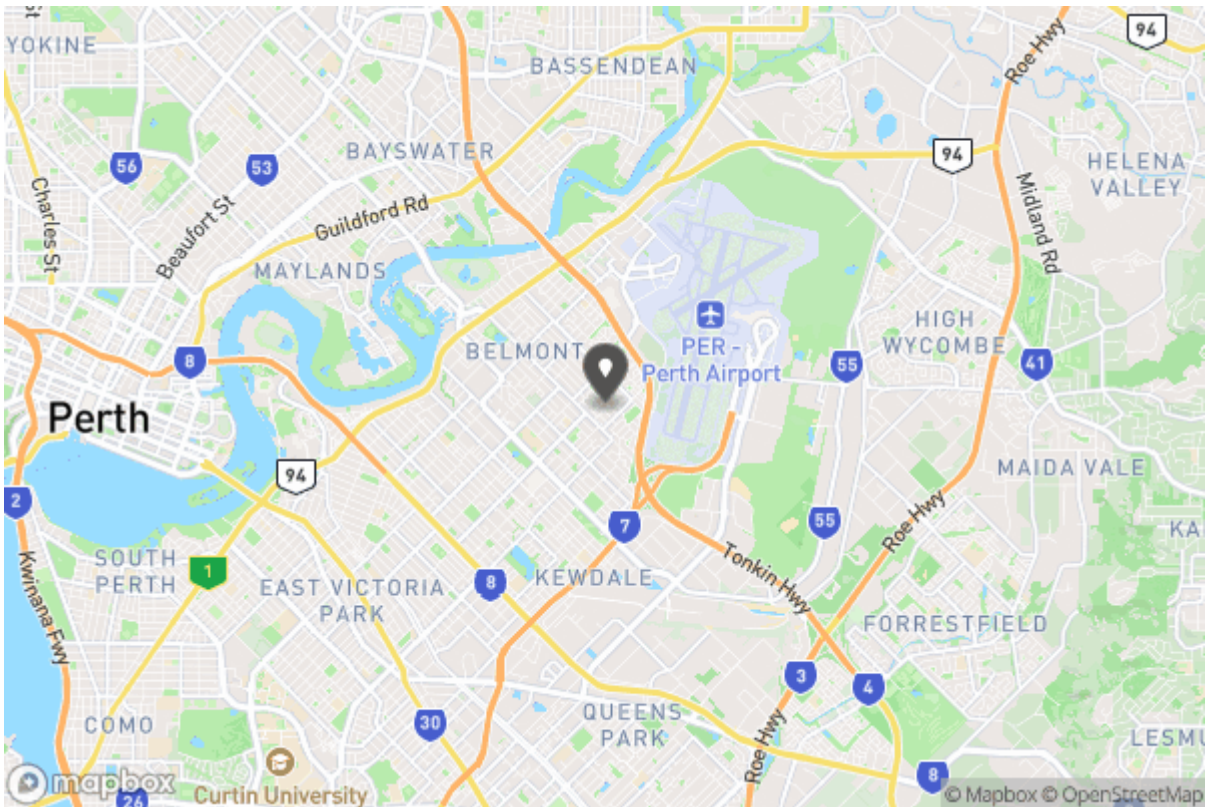 YOKINE
BASSENDEAN
94
Roe Hwy
BAYSWATER
56
53
94
HELENA
VALLEY
Charles St
Beaufort St
Guildford Rd
Midland Rd
MAYLANDS
8
BELMONT
PER -
Perth Airport
HIGH
WYCOMBE
55
41
Perth
94
MAIDA VALE
2
7
55
Roe Hwy
SOUTH
PERTH
1
EAST VICTORIA
PARK
8
KEWDALE
Tonkin Hwy
Kwinana Fwy
FORRESTFIELD
3
4
COMO
30
QUEENS
PARK
Roe Hwy
LESMU
mapbox
26
Curtin University
8
© Mapbox © OpenStreetMap